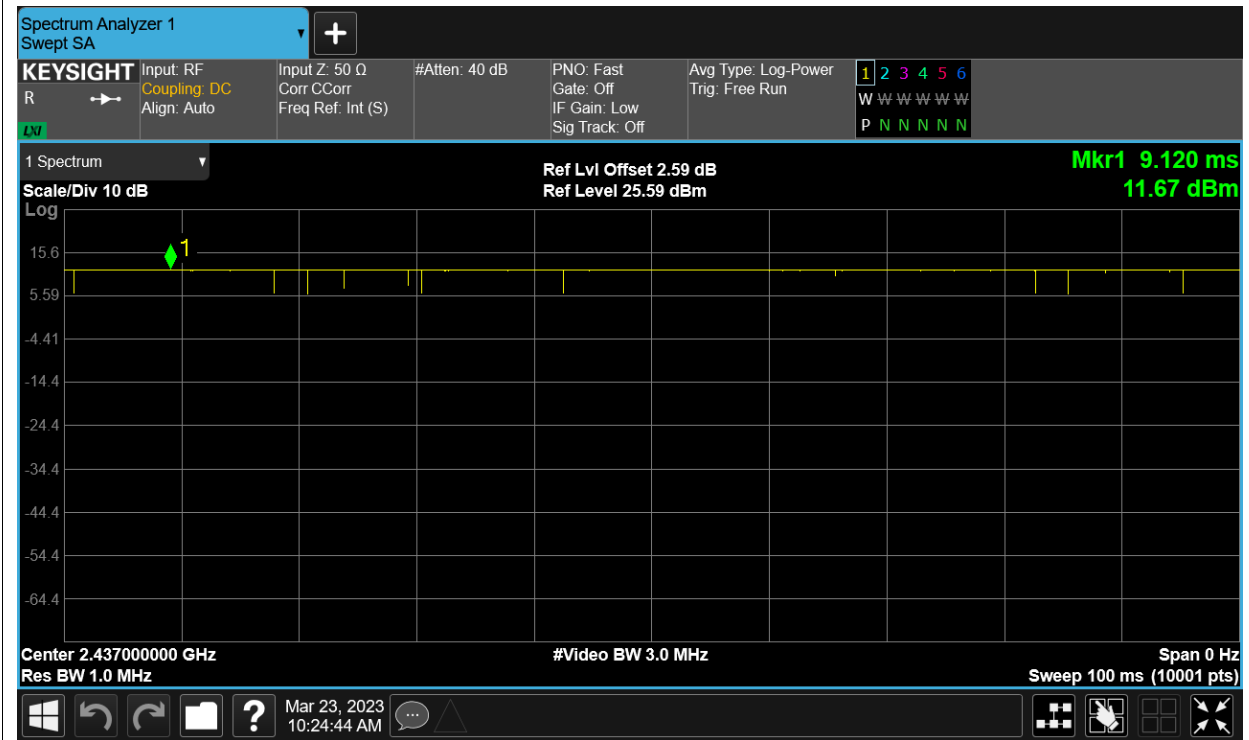 Spectrum Analyzer 1
Swept SA
KEYSIGHT
R
LXI
Input: RF
Coupling: DC
Align: Auto
Input Z: 50 Ω
Corr CCorr
Freq Ref: Int (S)
#Atten: 40 dB
PNO: Fast
Gate: Off
IF Gain: Low
Sig Track: Off
Avg Type: Log-Power
Trig: Free Run
1 2 3 4 5 6
W W W W W W
P N N N N N
1 Spectrum
Scale/Div 10 dB
Ref Lvl Offset 2.59 dB
Ref Level 25.59 dBm
Mkr1 9.120 ms
11.67 dBm
Log
1
15.6
5.59
-4.41
-14.4
-24.4
-34.4
-44.4
-54.4
-64.4
Center 2.437000000 GHz
#Video BW 3.0 MHz
Span 0 Hz
Res BW 1.0 MHz
Sweep 100 ms (10001 pts)
?
Mar 23, 2023
10:24:44 AM